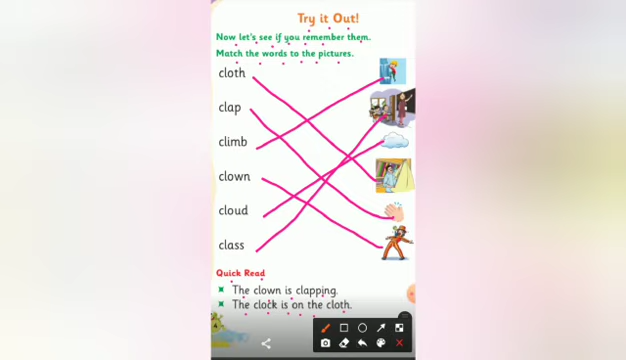 Try it Out!
Now let's see if you remember them.
Match the words to the pictures.
cloth
clap
climb
clown
cloud
class
Quick Read
The clown is clapping.
The clock is on the cloth.
4